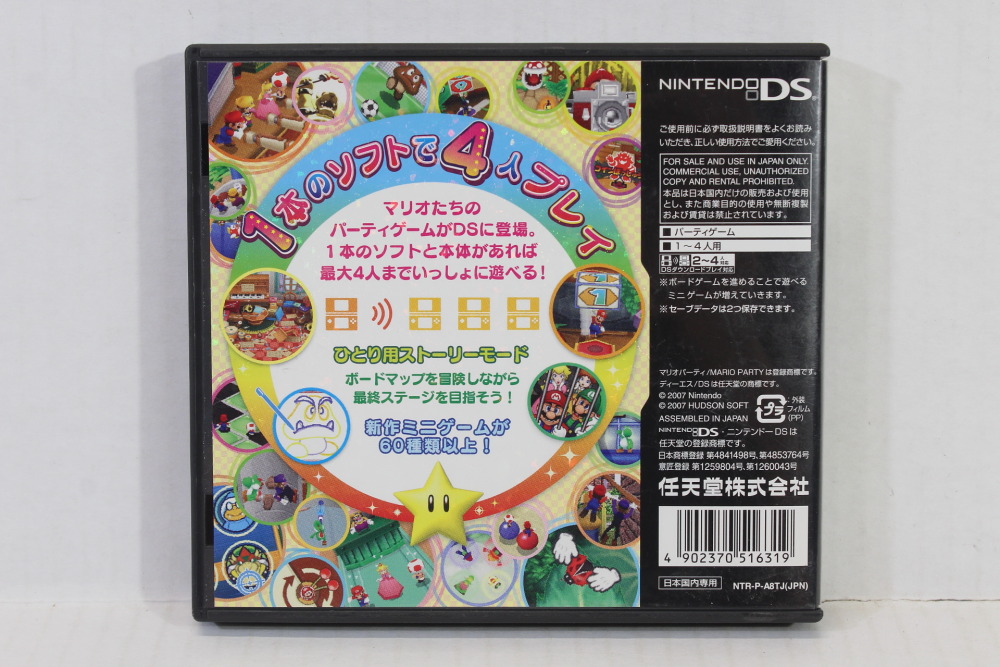 1本のソフトで4人プレイ
マリオたちの
パーティゲームがDSに登場。
1本のソフトと本体があれば
最大4人までいっしょに遊べる！
ひとり用ストーリーモード
ボードマップを冒険しながら
最終ステージを目指そう！
新作ミニゲームが
60種類以上！
NINTENDO DS
ご使用前に必ず取扱説明書をよくお読み
いただき、正しい使用方法でご愛用ください。
FOR SALE AND USE IN JAPAN ONLY.
COMMERCIAL USE, UNAUTHORIZED
COPY AND RENTAL PROHIBITED.
本品は日本国内だけの販売および使用
とし、また商業目的の使用や無断複製
および賃貸は禁止されています。
■パーティゲーム
■1〜4人用
2〜4人対応
DSダウンロードプレイ対応
※ボードゲームを進めることで遊べる
ミニゲームが増えていきます。
※セーブデータは2つ保存できます。
マリオパーティ/MARIO PARTYは登録商標です。
ディーエス/DSは任天堂の商標です。
© 2007 Nintendo
© 2007 HUDSON SOFT
ASSEMBLED IN JAPAN
プラ
:外装
フィルム
(PP)
NINTENDO DS・ニンテンドーDSは
任天堂の登録商標です。
日本商標登録 第4841498号、第4853764号
意匠登録 第1259804号、第1260043号
任天堂株式会社
4 902370 516319
日本国内専用
NTR-P-A8TJ(JPN)